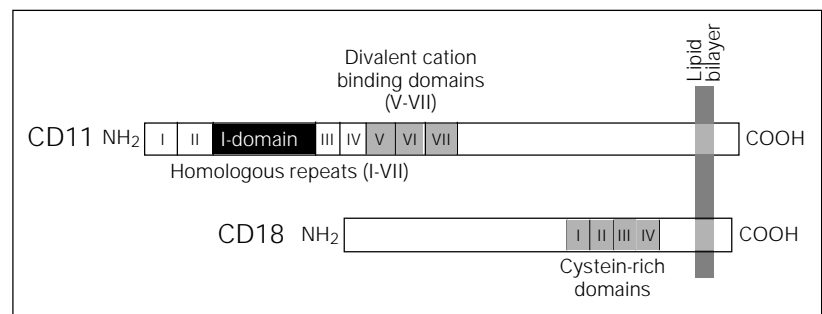 Divalent cation
binding domains
(V-VII)
Lipid
bilayer
CD11 NH2 I II I-domain III IV V VI VII COOH
Homologous repeats (I-VII)
CD18 NH2 I II III IV COOH
Cystein-rich
domains